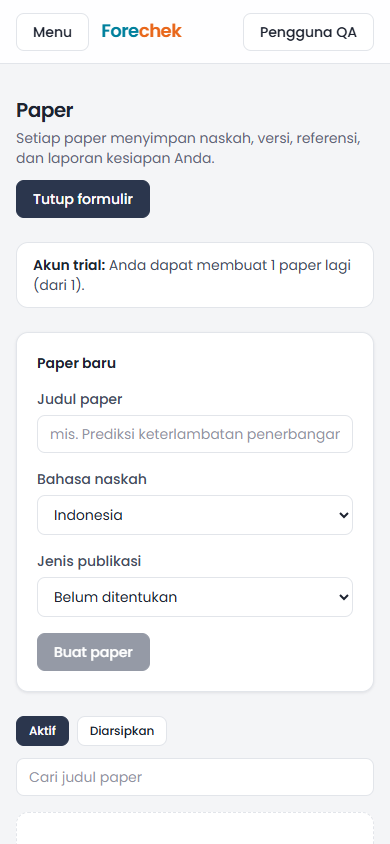 Menu
Forechek
Pengguna QA
Paper
Setiap paper menyimpan naskah, versi, referensi,
dan laporan kesiapan Anda.
Tutup formulir
Akun trial: Anda dapat membuat 1 paper lagi
(dari 1).
Paper baru
Judul paper
mis. Prediksi keterlambatan penerbangan
Bahasa naskah
Indonesia
Jenis publikasi
Belum ditentukan
Buat paper
Aktif
Diarsipkan
Cari judul paper